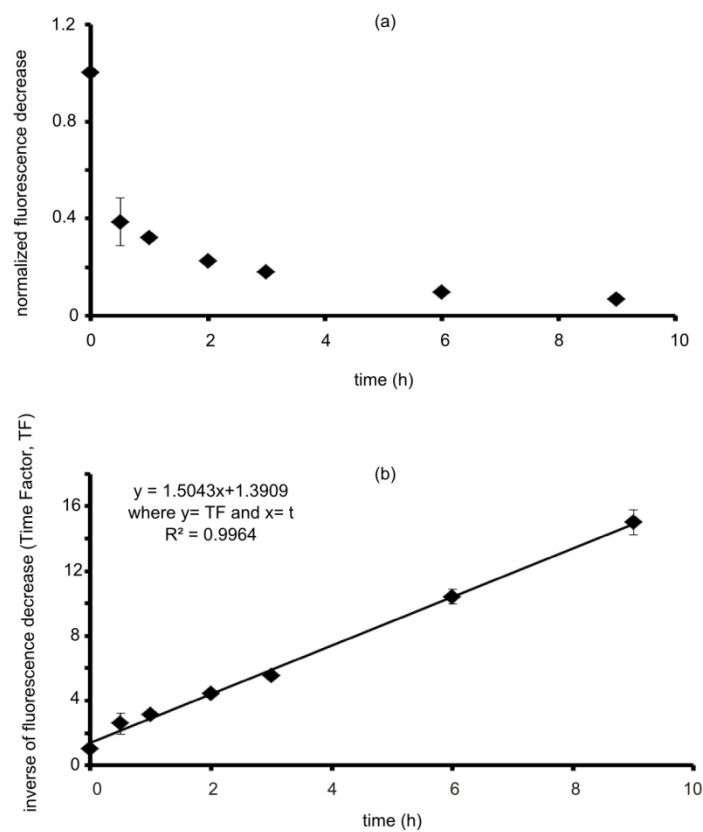 (a)
normalized fluorescence decrease
1.2
0.8
0.4
0
0 2 4 6 8 10
time (h)
(b)
inverse of fluorescence decrease (Time Factor, TF)
y = 1.5043x+1.3909
where y= TF and x= t
R² = 0.9964
16
12
8
4
0
0 2 4 6 8 10
time (h)